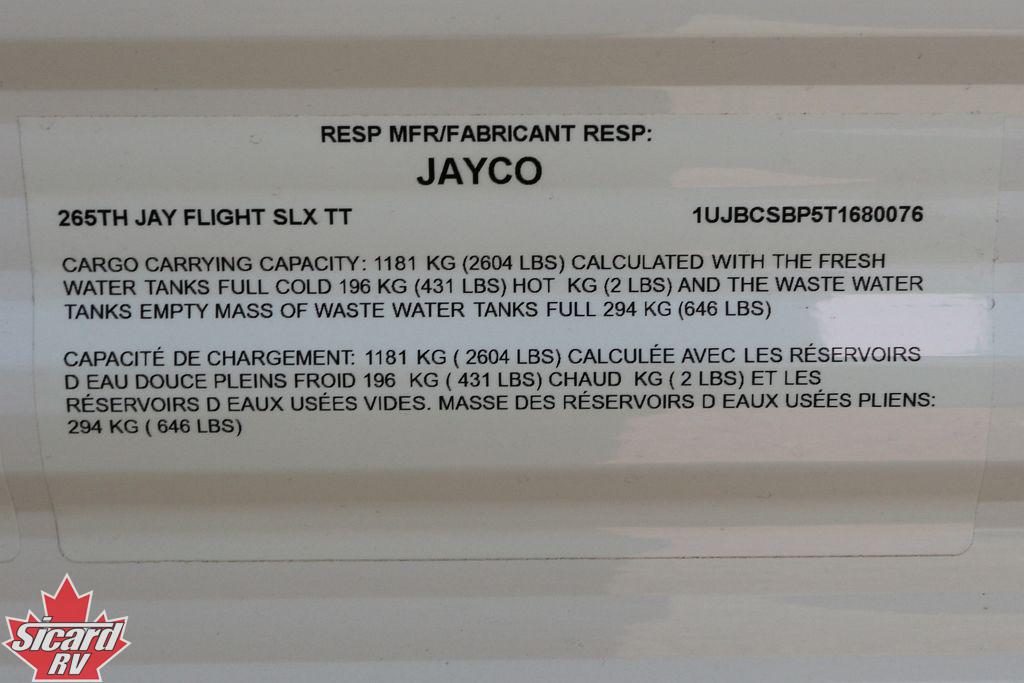 RESP MFR/FABRICANT RESP:
JAYCO
265TH JAY FLIGHT SLX TT 1UJBCSBP5T1680076
CARGO CARRYING CAPACITY: 1181 KG (2604 LBS) CALCULATED WITH THE FRESH
WATER TANKS FULL COLD 196 KG (431 LBS) HOT KG (2 LBS) AND THE WASTE WATER
TANKS EMPTY MASS OF WASTE WATER TANKS FULL 294 KG (646 LBS)
CAPACITÉ DE CHARGEMENT: 1181 KG ( 2604 LBS) CALCULÉE AVEC LES RÉSERVOIRS
D EAU DOUCE PLEINS FROID 196 KG ( 431 LBS) CHAUD KG ( 2 LBS) ET LES
RÉSERVOIRS D EAUX USÉES VIDES. MASSE DES RÉSERVOIRS D EAUX USÉES PLIENS:
294 KG ( 646 LBS)
Sicard
RV